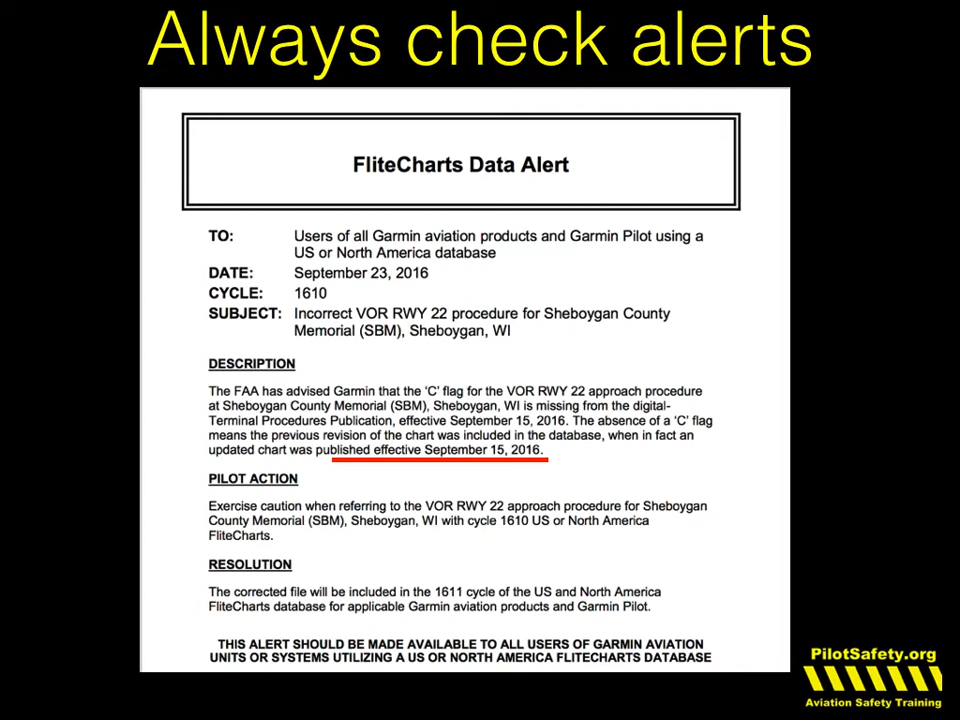 Always check alerts
FliteCharts Data Alert
TO: Users of all Garmin aviation products and Garmin Pilot using a
US or North America database
DATE: September 23, 2016
CYCLE: 1610
SUBJECT: Incorrect VOR RWY 22 procedure for Sheboygan County
Memorial (SBM), Sheboygan, WI
DESCRIPTION
The FAA has advised Garmin that the ‘C’ flag for the VOR RWY 22 approach procedure
at Sheboygan County Memorial (SBM), Sheboygan, WI is missing from the digital-
Terminal Procedures Publication, effective September 15, 2016. The absence of a ‘C’ flag
means the previous revision of the chart was included in the database, when in fact an
updated chart was published effective September 15, 2016.
PILOT ACTION
Exercise caution when referring to the VOR RWY 22 approach procedure for Sheboygan
County Memorial (SBM), Sheboygan, WI with cycle 1610 US or North America
FliteCharts.
RESOLUTION
The corrected file will be included in the 1611 cycle of the US and North America
FliteCharts database for applicable Garmin aviation products and Garmin Pilot.
THIS ALERT SHOULD BE MADE AVAILABLE TO ALL USERS OF GARMIN AVIATION
UNITS OR SYSTEMS UTILIZING A US OR NORTH AMERICA FLITECHARTS DATABASE
PilotSafety.org
Aviation Safety Training